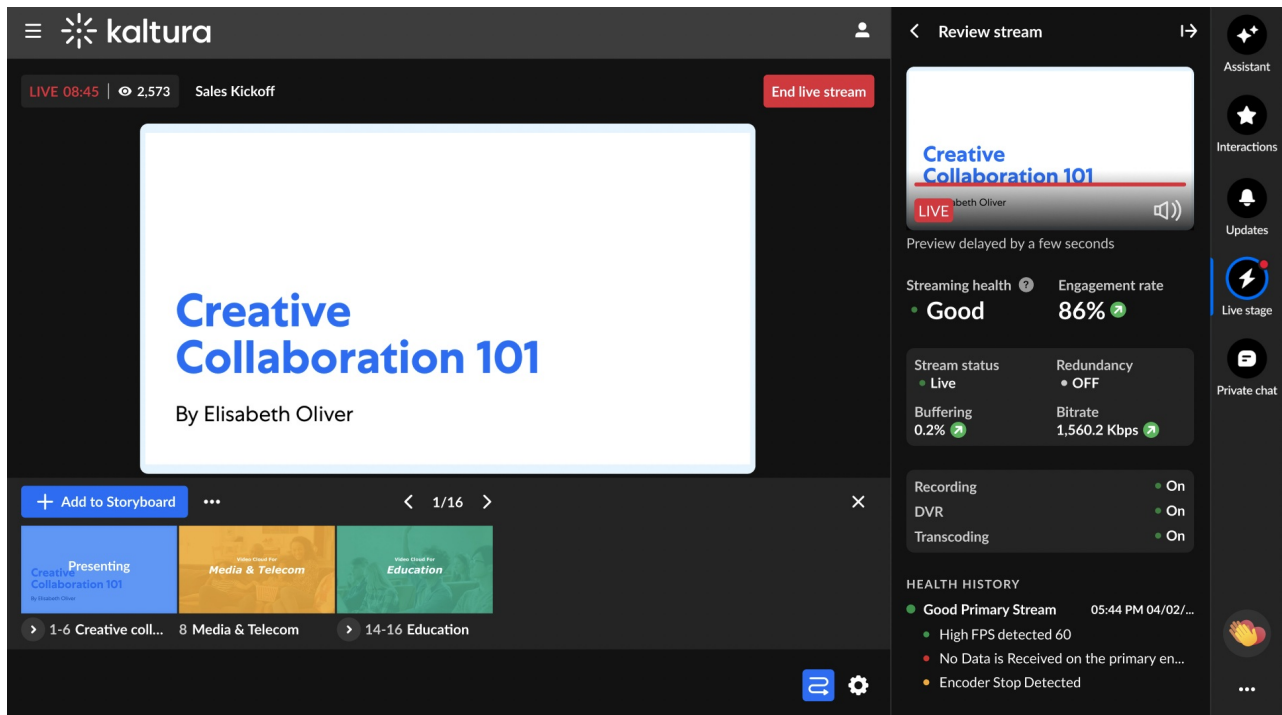 kaltura
LIVE 08:45 2,573 Sales Kickoff
End live stream
Creative
Collaboration 101
By Elisabeth Oliver
+ Add to Storyboard ••• < 1/16 >
Presenting
Creative
Collaboration 101
By Elisabeth Oliver
1-6 Creative coll...
Video Cloud For
Media & Telecom
8 Media & Telecom
Video Cloud For
Education
14-16 Education
Review stream
Creative
Collaboration 101
abeth Oliver
LIVE
Preview delayed by a few seconds
Streaming health ?
Good
Engagement rate
86%
Stream status
Live
Redundancy
OFF
Buffering
0.2%
Bitrate
1,560.2 Kbps
Recording On
DVR On
Transcoding On
HEALTH HISTORY
Good Primary Stream 05:44 PM 04/02/...
High FPS detected 60
No Data is Received on the primary en...
Encoder Stop Detected
Assistant
Interactions
Updates
Live stage
Private chat